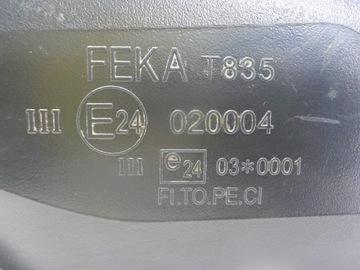 FEKA T835
III E24 020004
III e24 03*0001
FI.TO.PE.CI